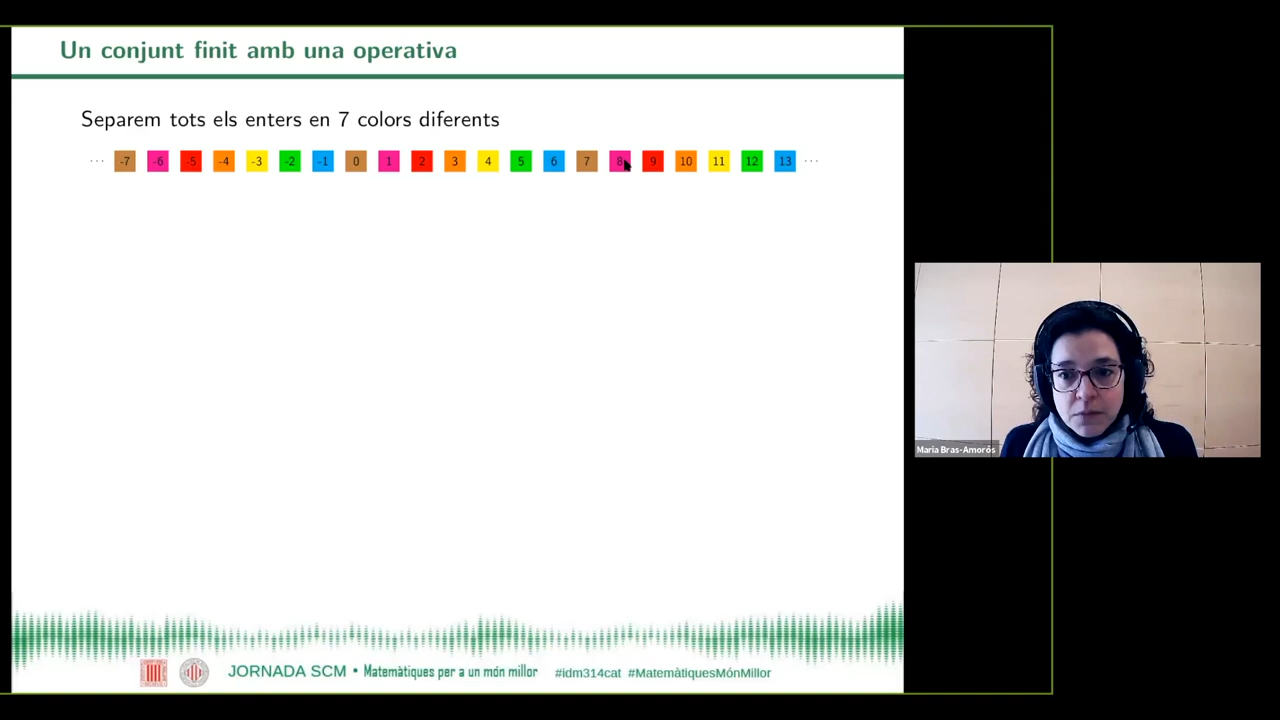 Un conjunt finit amb una operativa
Separem tots els enters en 7 colors diferents
··· -7 -6 -5 -4 -3 -2 -1 0 1 2 3 4 5 6 7 8 9 10 11 12 13 ···
Maria Bras-Amorós
JORNADA SCM • Matemàtiques per a un món millor #idm314cat #MatemàtiquesMónMillor